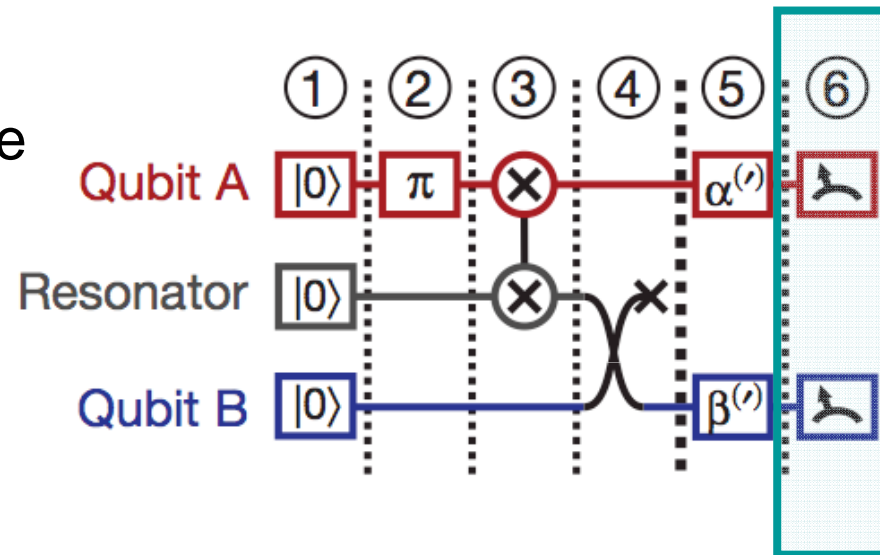 ① ② ③ ④ ⑤ ⑥
e
Qubit A |0⟩ π α(′)
Resonator |0⟩
Qubit B |0⟩ β(′)